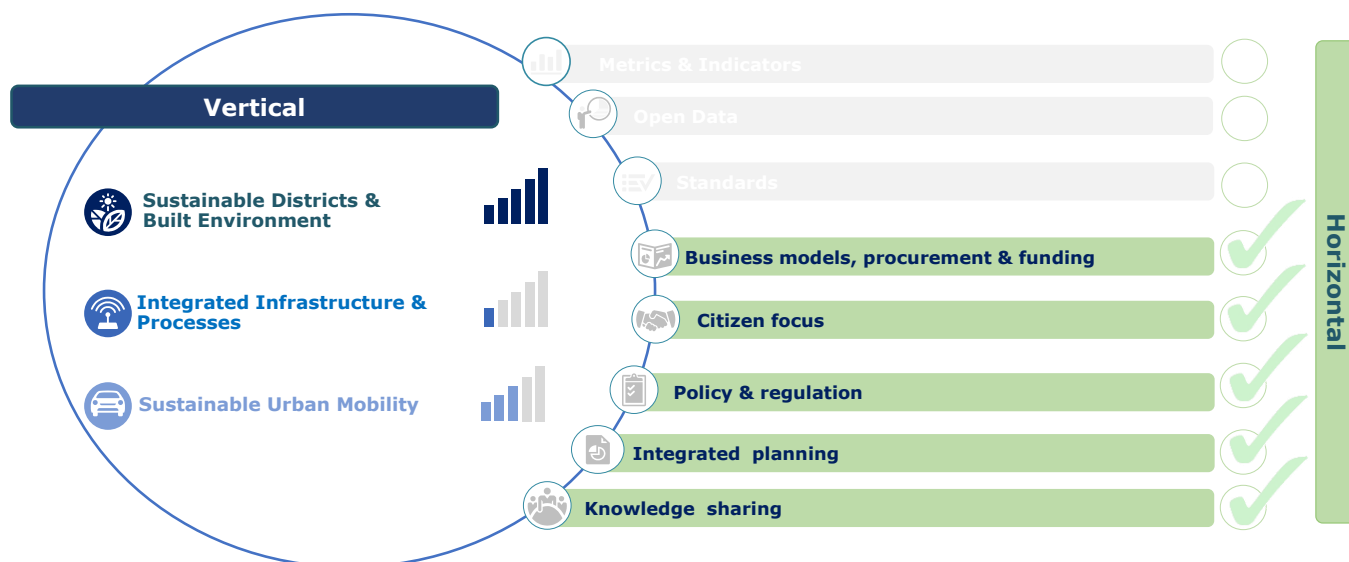 Vertical
Sustainable Districts &
Built Environment
Integrated Infrastructure &
Processes
Sustainable Urban Mobility
Metrics & Indicators
Open Data
Standards
Business models, procurement & funding
Citizen focus
Policy & regulation
Integrated planning
Knowledge sharing
Horizontal